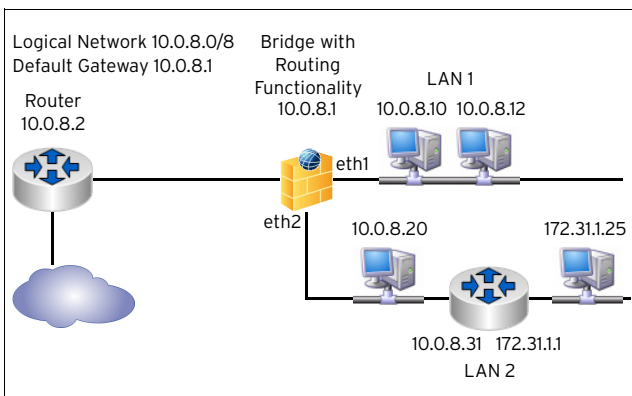 Logical Network 10.0.8.0/8
Default Gateway 10.0.8.1
Router
10.0.8.2
Bridge with
Routing
Functionality
10.0.8.1
LAN 1
10.0.8.10 10.0.8.12
eth1
eth2
10.0.8.20
172.31.1.25
10.0.8.31 172.31.1.1
LAN 2